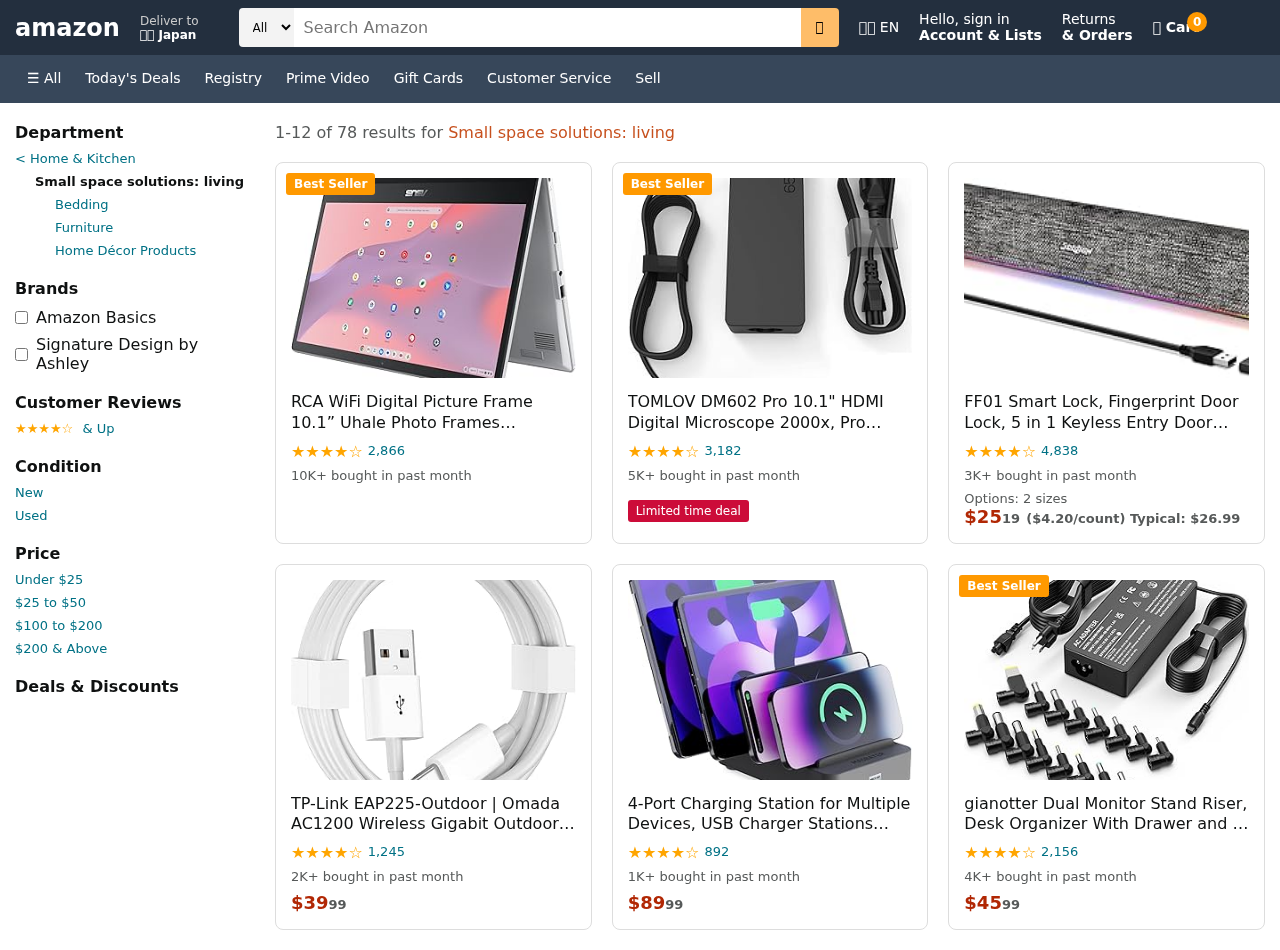 amazon
Deliver to
Japan
All
Search Amazon
EN
Hello, sign in
Account & Lists
Returns
& Orders
0
☰ All
Today's Deals
Registry
Prime Video
Gift Cards
Customer Service
Sell
Department
< Home & Kitchen
Small space solutions: living
Bedding
Furniture
Home Décor Products
Brands
Amazon Basics
Signature Design by
Ashley
Customer Reviews
★★★★☆ & Up
Condition
New
Used
Price
Under $25
$25 to $50
$100 to $200
$200 & Above
Deals & Discounts
1-12 of 78 results for Small space solutions: living
Best Seller
RCA WiFi Digital Picture Frame
10.1” Uhale Photo Frames…
★★★★☆ 2,866
10K+ bought in past month
Best Seller
TOMLOV DM602 Pro 10.1" HDMI
Digital Microscope 2000x, Pro…
★★★★☆ 3,182
5K+ bought in past month
Limited time deal
FF01 Smart Lock, Fingerprint Door
Lock, 5 in 1 Keyless Entry Door…
★★★★☆ 4,838
3K+ bought in past month
Options: 2 sizes
$2519 ($4.20/count) Typical: $26.99
TP-Link EAP225-Outdoor | Omada
AC1200 Wireless Gigabit Outdoor…
★★★★☆ 1,245
2K+ bought in past month
$3999
4-Port Charging Station for Multiple
Devices, USB Charger Stations…
★★★★☆ 892
1K+ bought in past month
$8999
Best Seller
AC ADAPTER
gianotter Dual Monitor Stand Riser,
Desk Organizer With Drawer and …
★★★★☆ 2,156
4K+ bought in past month
$4599